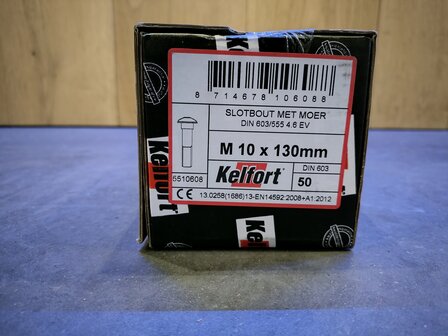 8 714678 106088
SLOTBOUT MET MOER
DIN 603/555 4.6 EV
M 10 x 130mm
5510608
Kelfort
DIN 603
50
CE 13.0258(1686)13-EN14592:2008+A1:2012
Kelfort
Kelfort